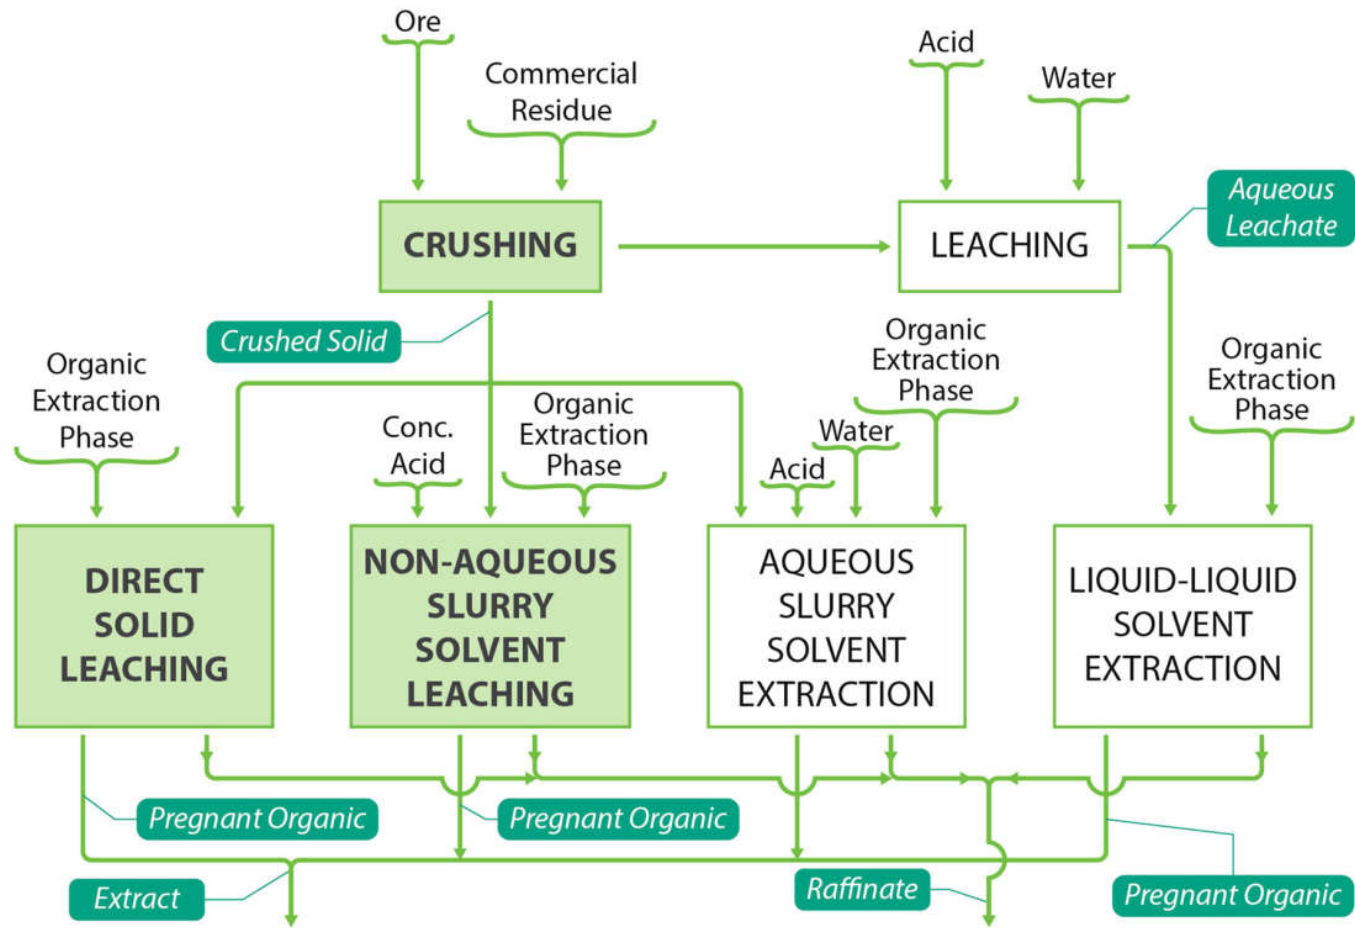 Ore
Commercial
Residue
Acid
Water
CRUSHING
LEACHING
Aqueous
Leachate
Crushed Solid
Organic
Extraction
Phase
Conc.
Acid
Organic
Extraction
Phase
Acid
Water
Organic
Extraction
Phase
Organic
Extraction
Phase
DIRECT
SOLID
LEACHING
NON-AQUEOUS
SLURRY
SOLVENT
LEACHING
AQUEOUS
SLURRY
SOLVENT
EXTRACTION
LIQUID-LIQUID
SOLVENT
EXTRACTION
Pregnant Organic
Pregnant Organic
Extract
Raffinate
Pregnant Organic